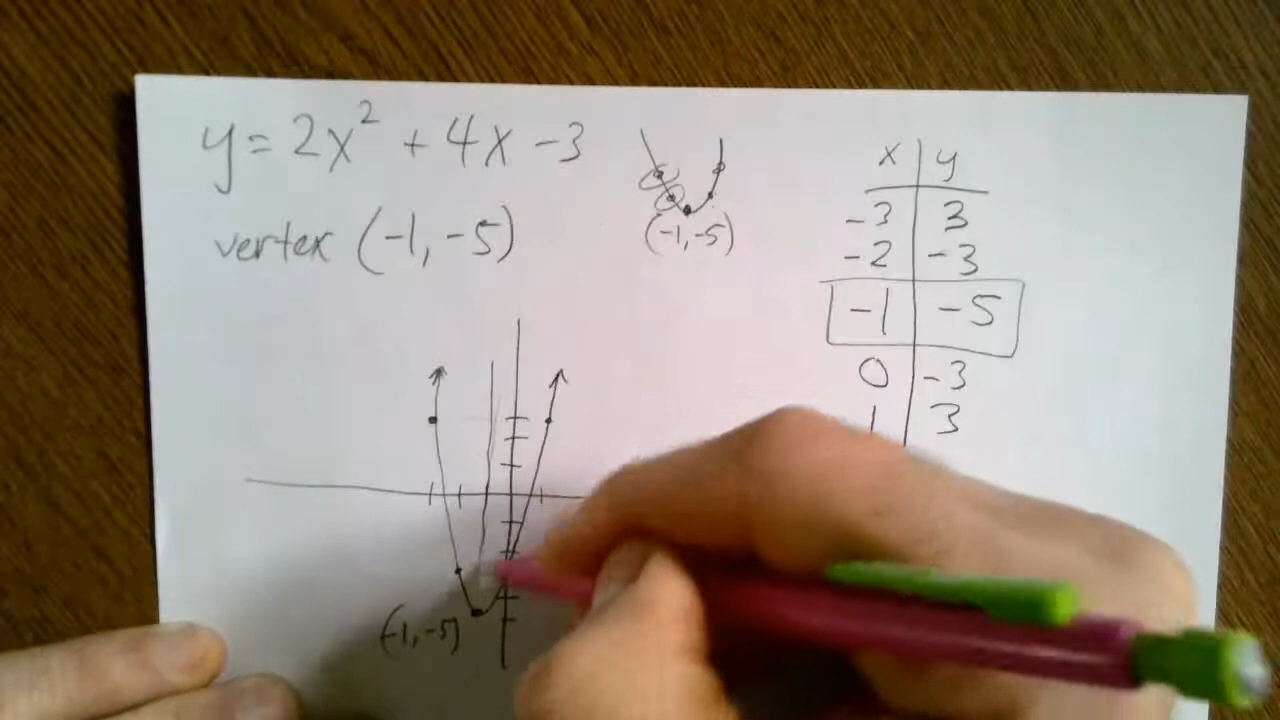 y = 2x² + 4x - 3
vertex (-1, -5)
(-1, -5)
x y
-3 3
-2 -3
-1 -5
0 -3
1 3
(-1, -5)